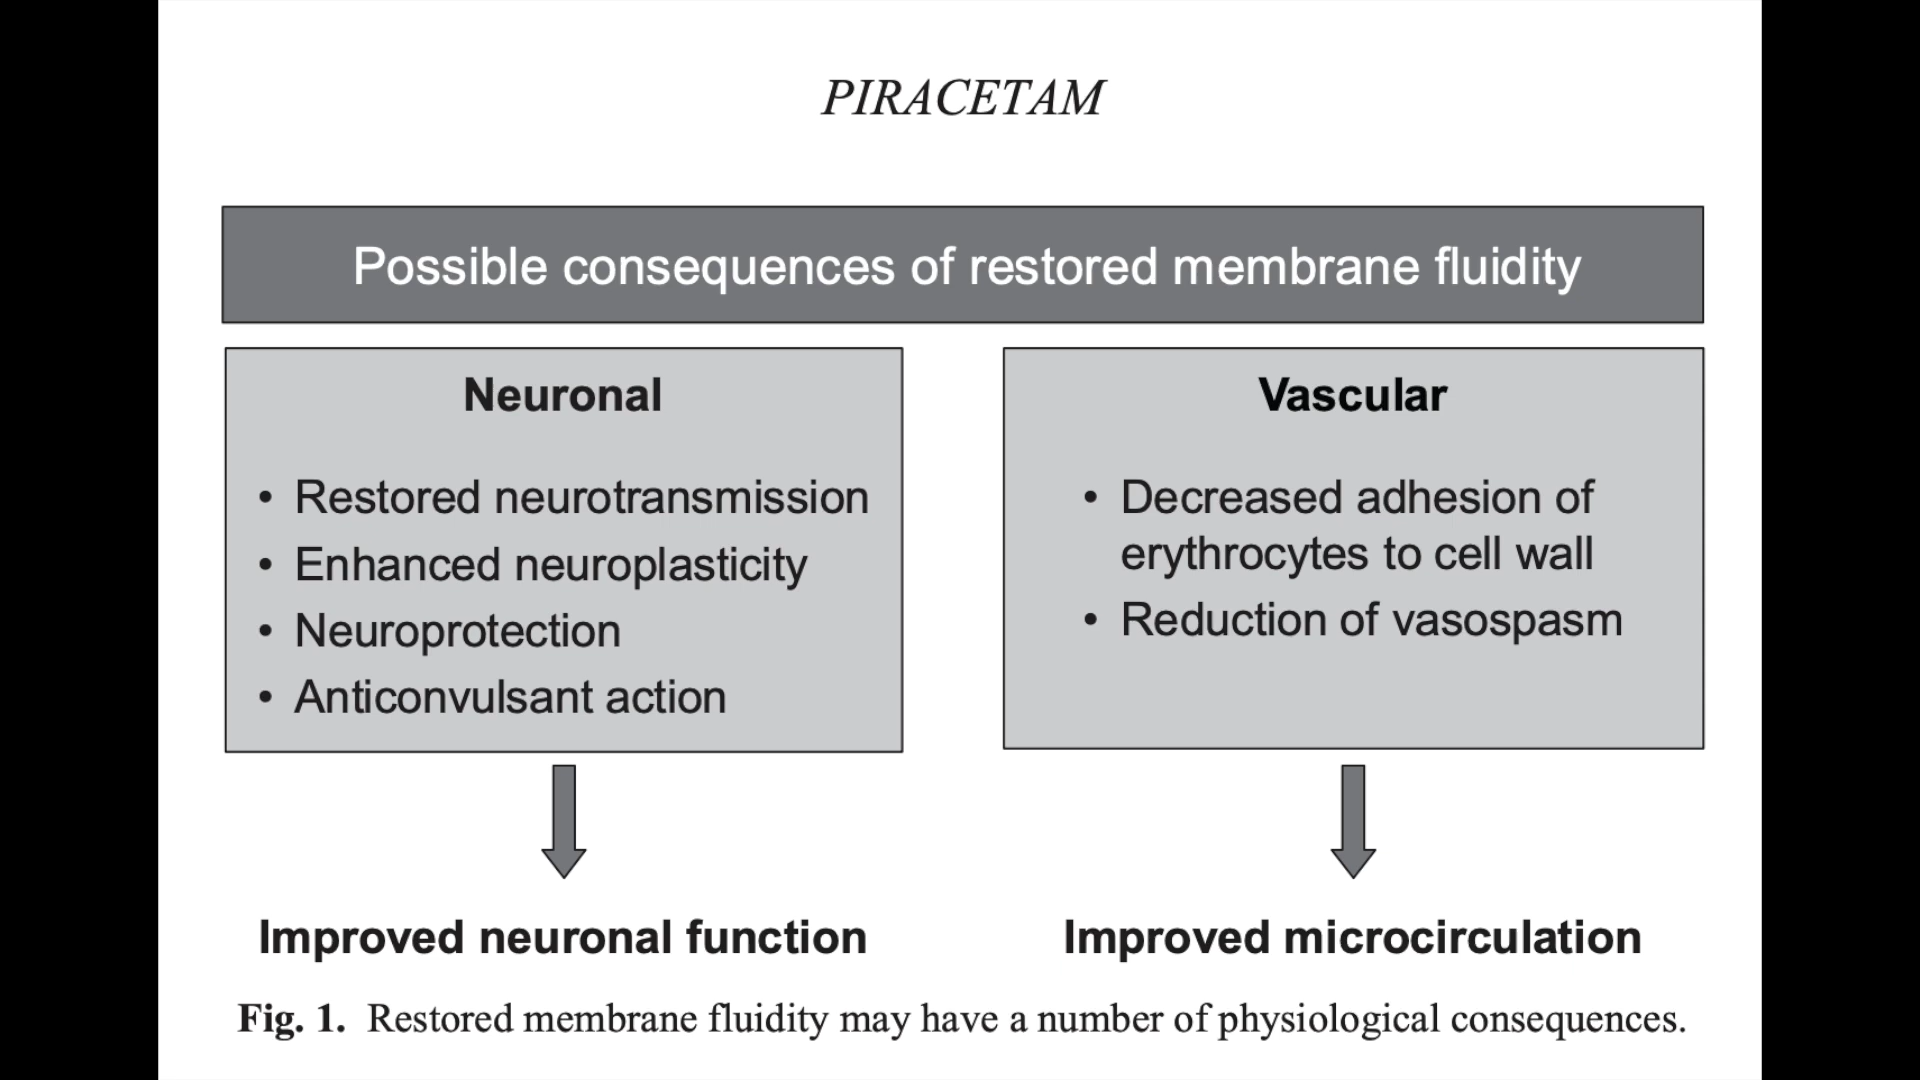 PIRACETAM
Possible consequences of restored membrane fluidity
Neuronal
• Restored neurotransmission
• Enhanced neuroplasticity
• Neuroprotection
• Anticonvulsant action
Vascular
• Decreased adhesion of
erythrocytes to cell wall
• Reduction of vasospasm
Improved neuronal function
Improved microcirculation
Fig. 1. Restored membrane fluidity may have a number of physiological consequences.